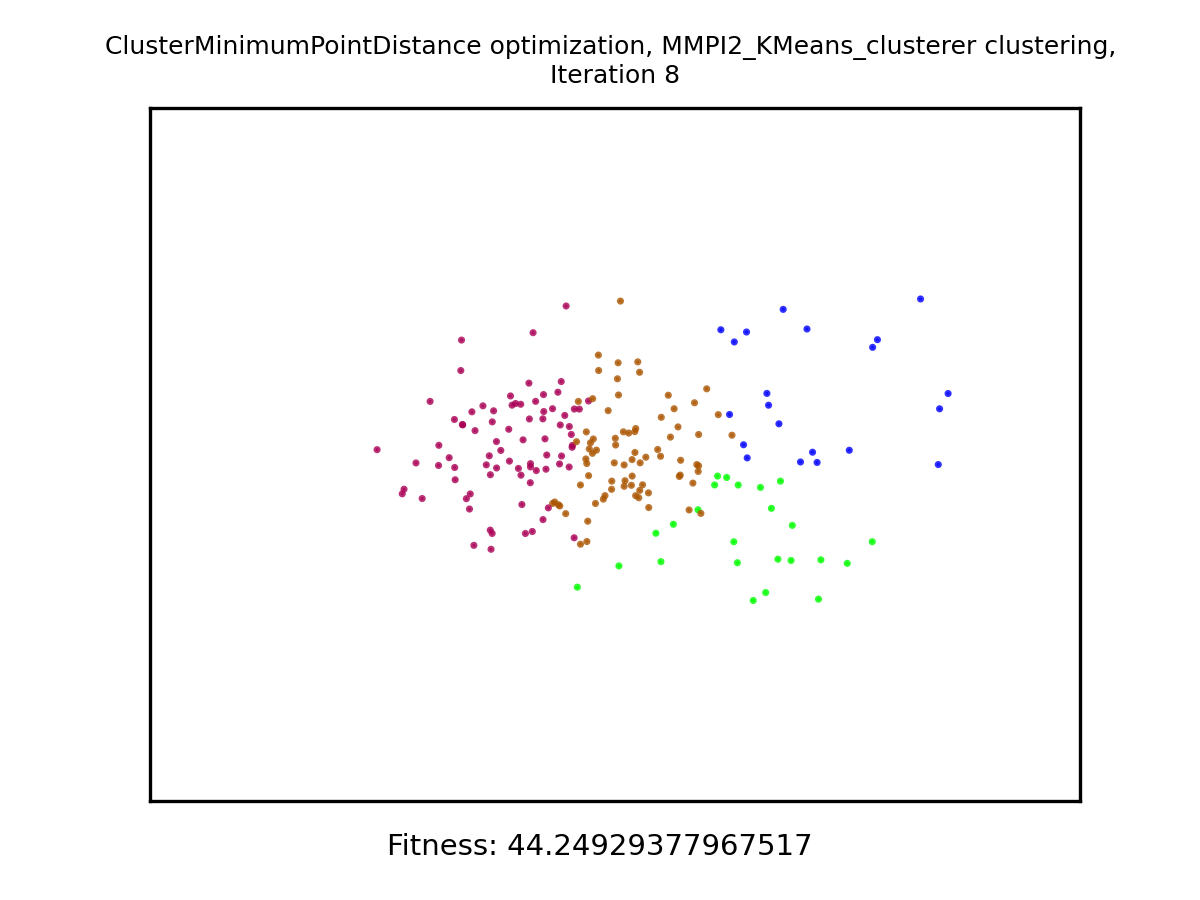 ClusterMinimumPointDistance optimization, MMPI2_KMeans_clusterer clustering,
Iteration 8
Fitness: 44.24929377967517